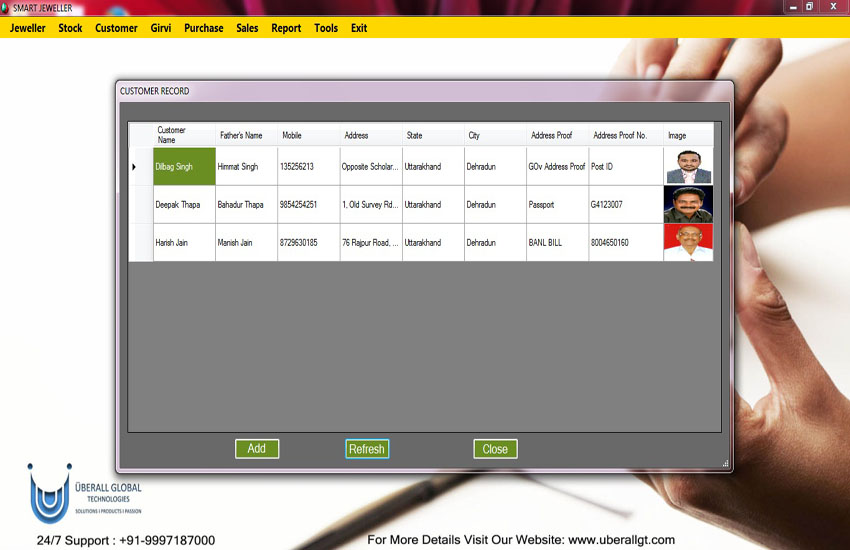 SMART JEWELLER
Jeweller Stock Customer Girvi Purchase Sales Report Tools Exit
CUSTOMER RECORD
Customer Name Father's Name Mobile Address State City Address Proof Address Proof No. Image
Dilbag Singh Himmat Singh 135256213 Opposite Scholar... Uttarakhand Dehradun GOv Address Proof Post ID
Deepak Thapa Bahadur Thapa 9854254251 1, Old Survey Rd... Uttarakhand Dehradun Passport G4123007
Harish Jain Manish Jain 8729630185 76 Rajpur Road, ... Uttarakhand Dehradun BANL BILL 8004650160
Add Refresh Close
ÜBERALL GLOBAL
TECHNOLOGIES
SOLUTIONS | PRODUCTS | PASSION
24/7 Support : +91-9997187000 For More Details Visit Our Website: www.uberallgt.com